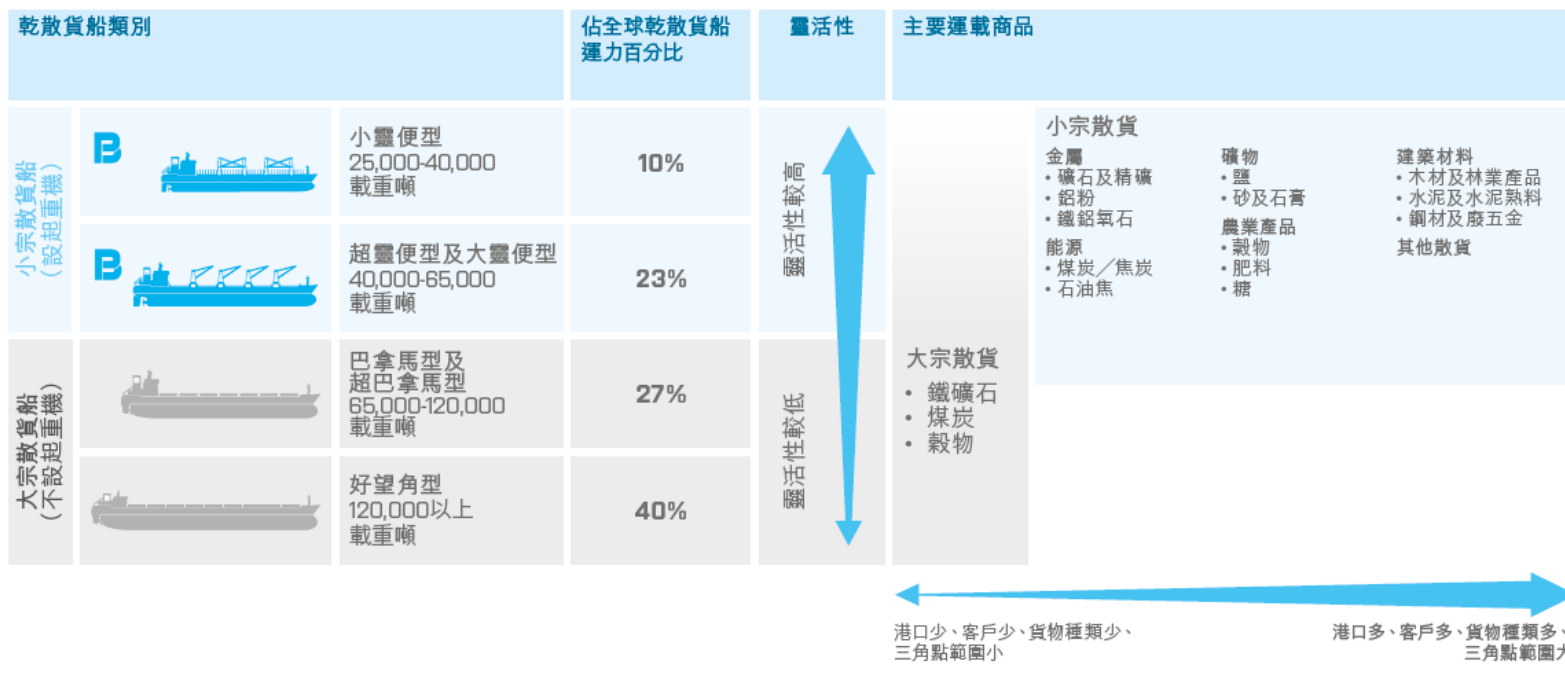 乾散貨船類別
佔全球乾散貨船
運力百分比
靈活性
主要運載商品
小宗散貨船
（設起重機）
B
小靈便型
25,000-40,000
載重噸
10%
B
超靈便型及大靈便型
40,000-65,000
載重噸
23%
大宗散貨船
（不設起重機）
巴拿馬型及
超巴拿馬型
65,000-120,000
載重噸
27%
好望角型
120,000以上
載重噸
40%
靈活性較高
靈活性較低
大宗散貨
• 鐵礦石
• 煤炭
• 穀物
小宗散貨
金屬
• 礦石及精礦
• 鋁粉
• 鐵鋁氧石
能源
• 煤炭／焦炭
• 石油焦
礦物
• 鹽
• 砂及石膏
農業產品
• 穀物
• 肥料
• 糖
建築材料
• 木材及林業產品
• 水泥及水泥熟料
• 鋼材及廢五金
其他散貨
港口少、客戶少、貨物種類少、
三角點範圍小
港口多、客戶多、貨物種類多、
三角點範圍大